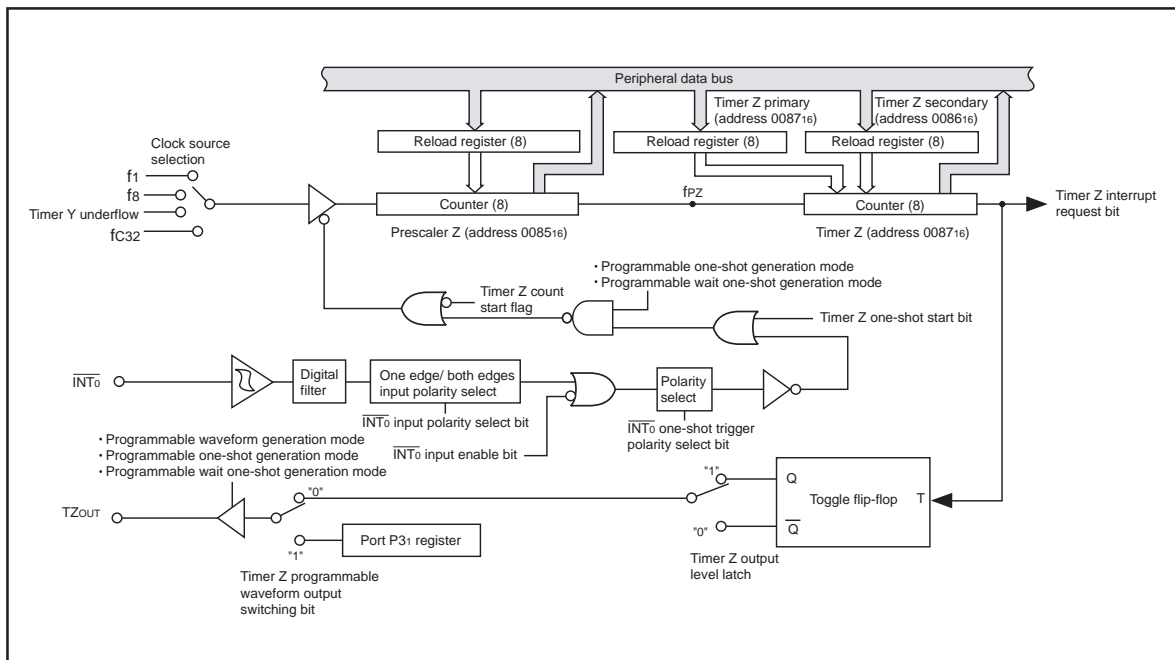 Peripheral data bus
Timer Z primary
(address 008716)
Timer Z secondary
(address 008616)
Reload register (8)
Reload register (8)
Reload register (8)
Clock source
selection
f1
f8
Timer Y underflow
fC32
Counter (8)
fPZ
Counter (8)
Timer Z interrupt
request bit
Prescaler Z (address 008516)
Timer Z (address 008716)
・Programmable one-shot generation mode
・Programmable wait one-shot generation mode
Timer Z count
start flag
Timer Z one-shot start bit
INT0
Digital
filter
One edge/ both edges
input polarity select
Polarity
select
INT0 input polarity select bit
INT0 input enable bit
INT0 one-shot trigger
polarity select bit
・Programmable waveform generation mode
・Programmable one-shot generation mode
・Programmable wait one-shot generation mode
TZOUT
"0"
"1"
Port P31 register
Timer Z programmable
waveform output
switching bit
"1"
"0"
Q
Q
Toggle flip-flop
T
Timer Z output
level latch